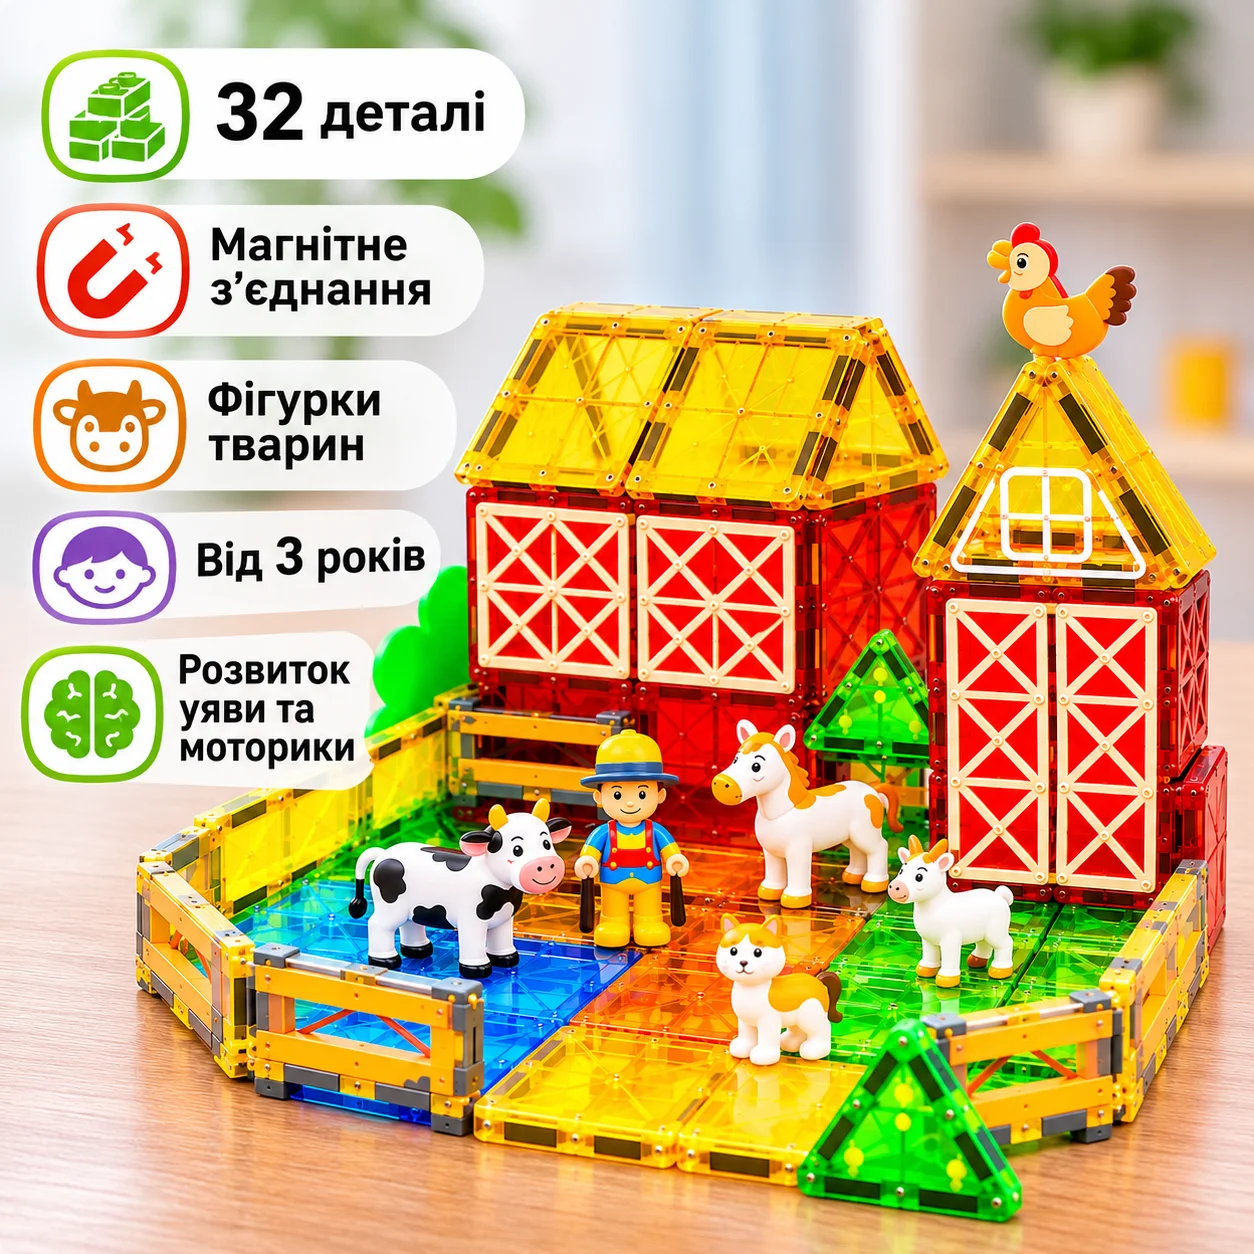 32 деталі
Магнітне
з’єднання
Фігурки
тварин
Від 3 років
Розвиток
уяви та
моторики